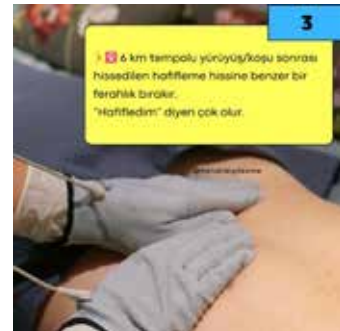 3
6 km tempolu yürüyüş/koşu sonrası
hissedilen hafifleme hissine benzer bir
ferahlık bırakır.
"Hafifledim" diyen çok olur.